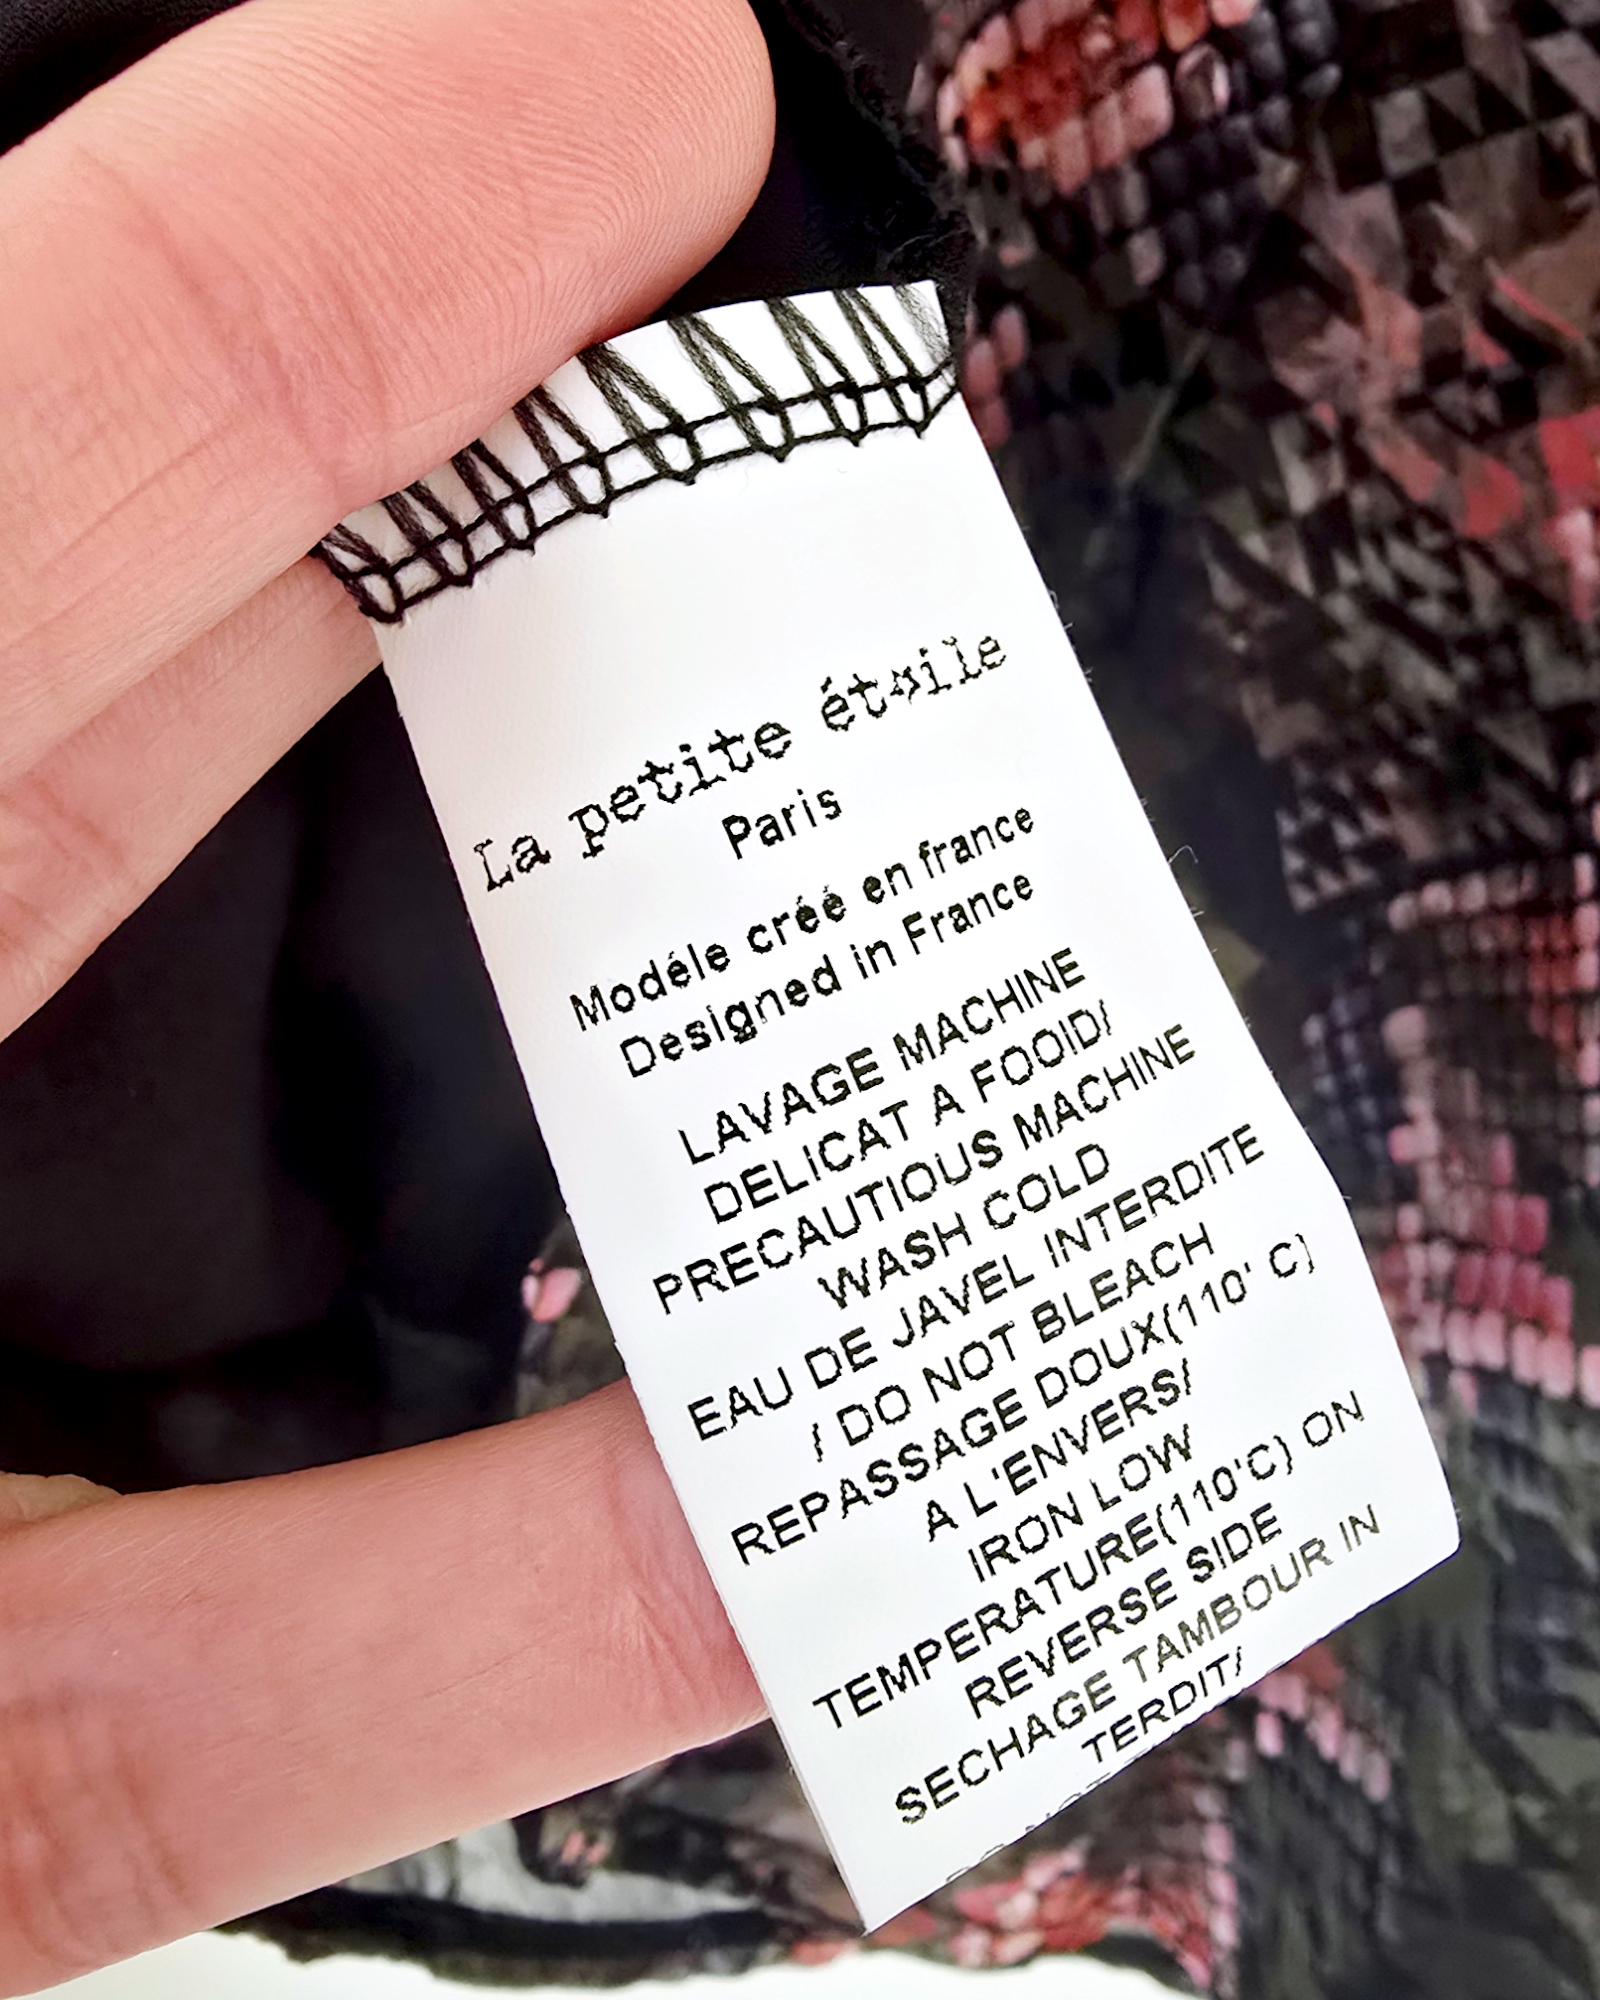 La petite étoile
Paris
Modéle créé en france
Designed in France
LAVAGE MACHINE
DELICAT A FOOID/
PRECAUTIOUS MACHINE
WASH COLD
EAU DE JAVEL INTERDITE
/ DO NOT BLEACH
REPASSAGE DOUX(110' C)
A L'ENVERS/
IRON LOW
TEMPERATURE(110'C) ON
REVERSE SIDE
SECHAGE TAMBOUR IN
TERDIT/